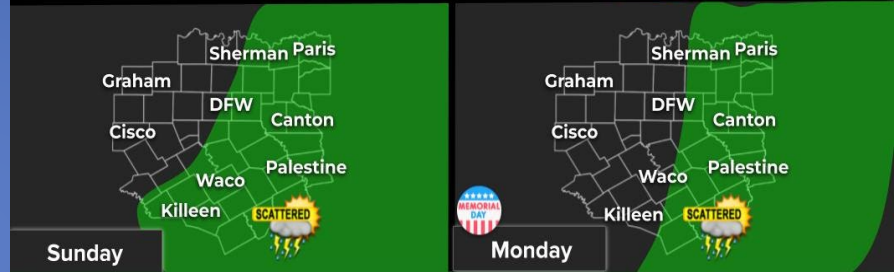 Sherman Paris
Graham
DFW
Canton
Cisco
Palestine
Waco
Killeen
SCATTERED
Sunday
Sherman Paris
Graham
DFW
Canton
Cisco
Palestine
Waco
Killeen
SCATTERED
MEMORIAL
DAY
Monday